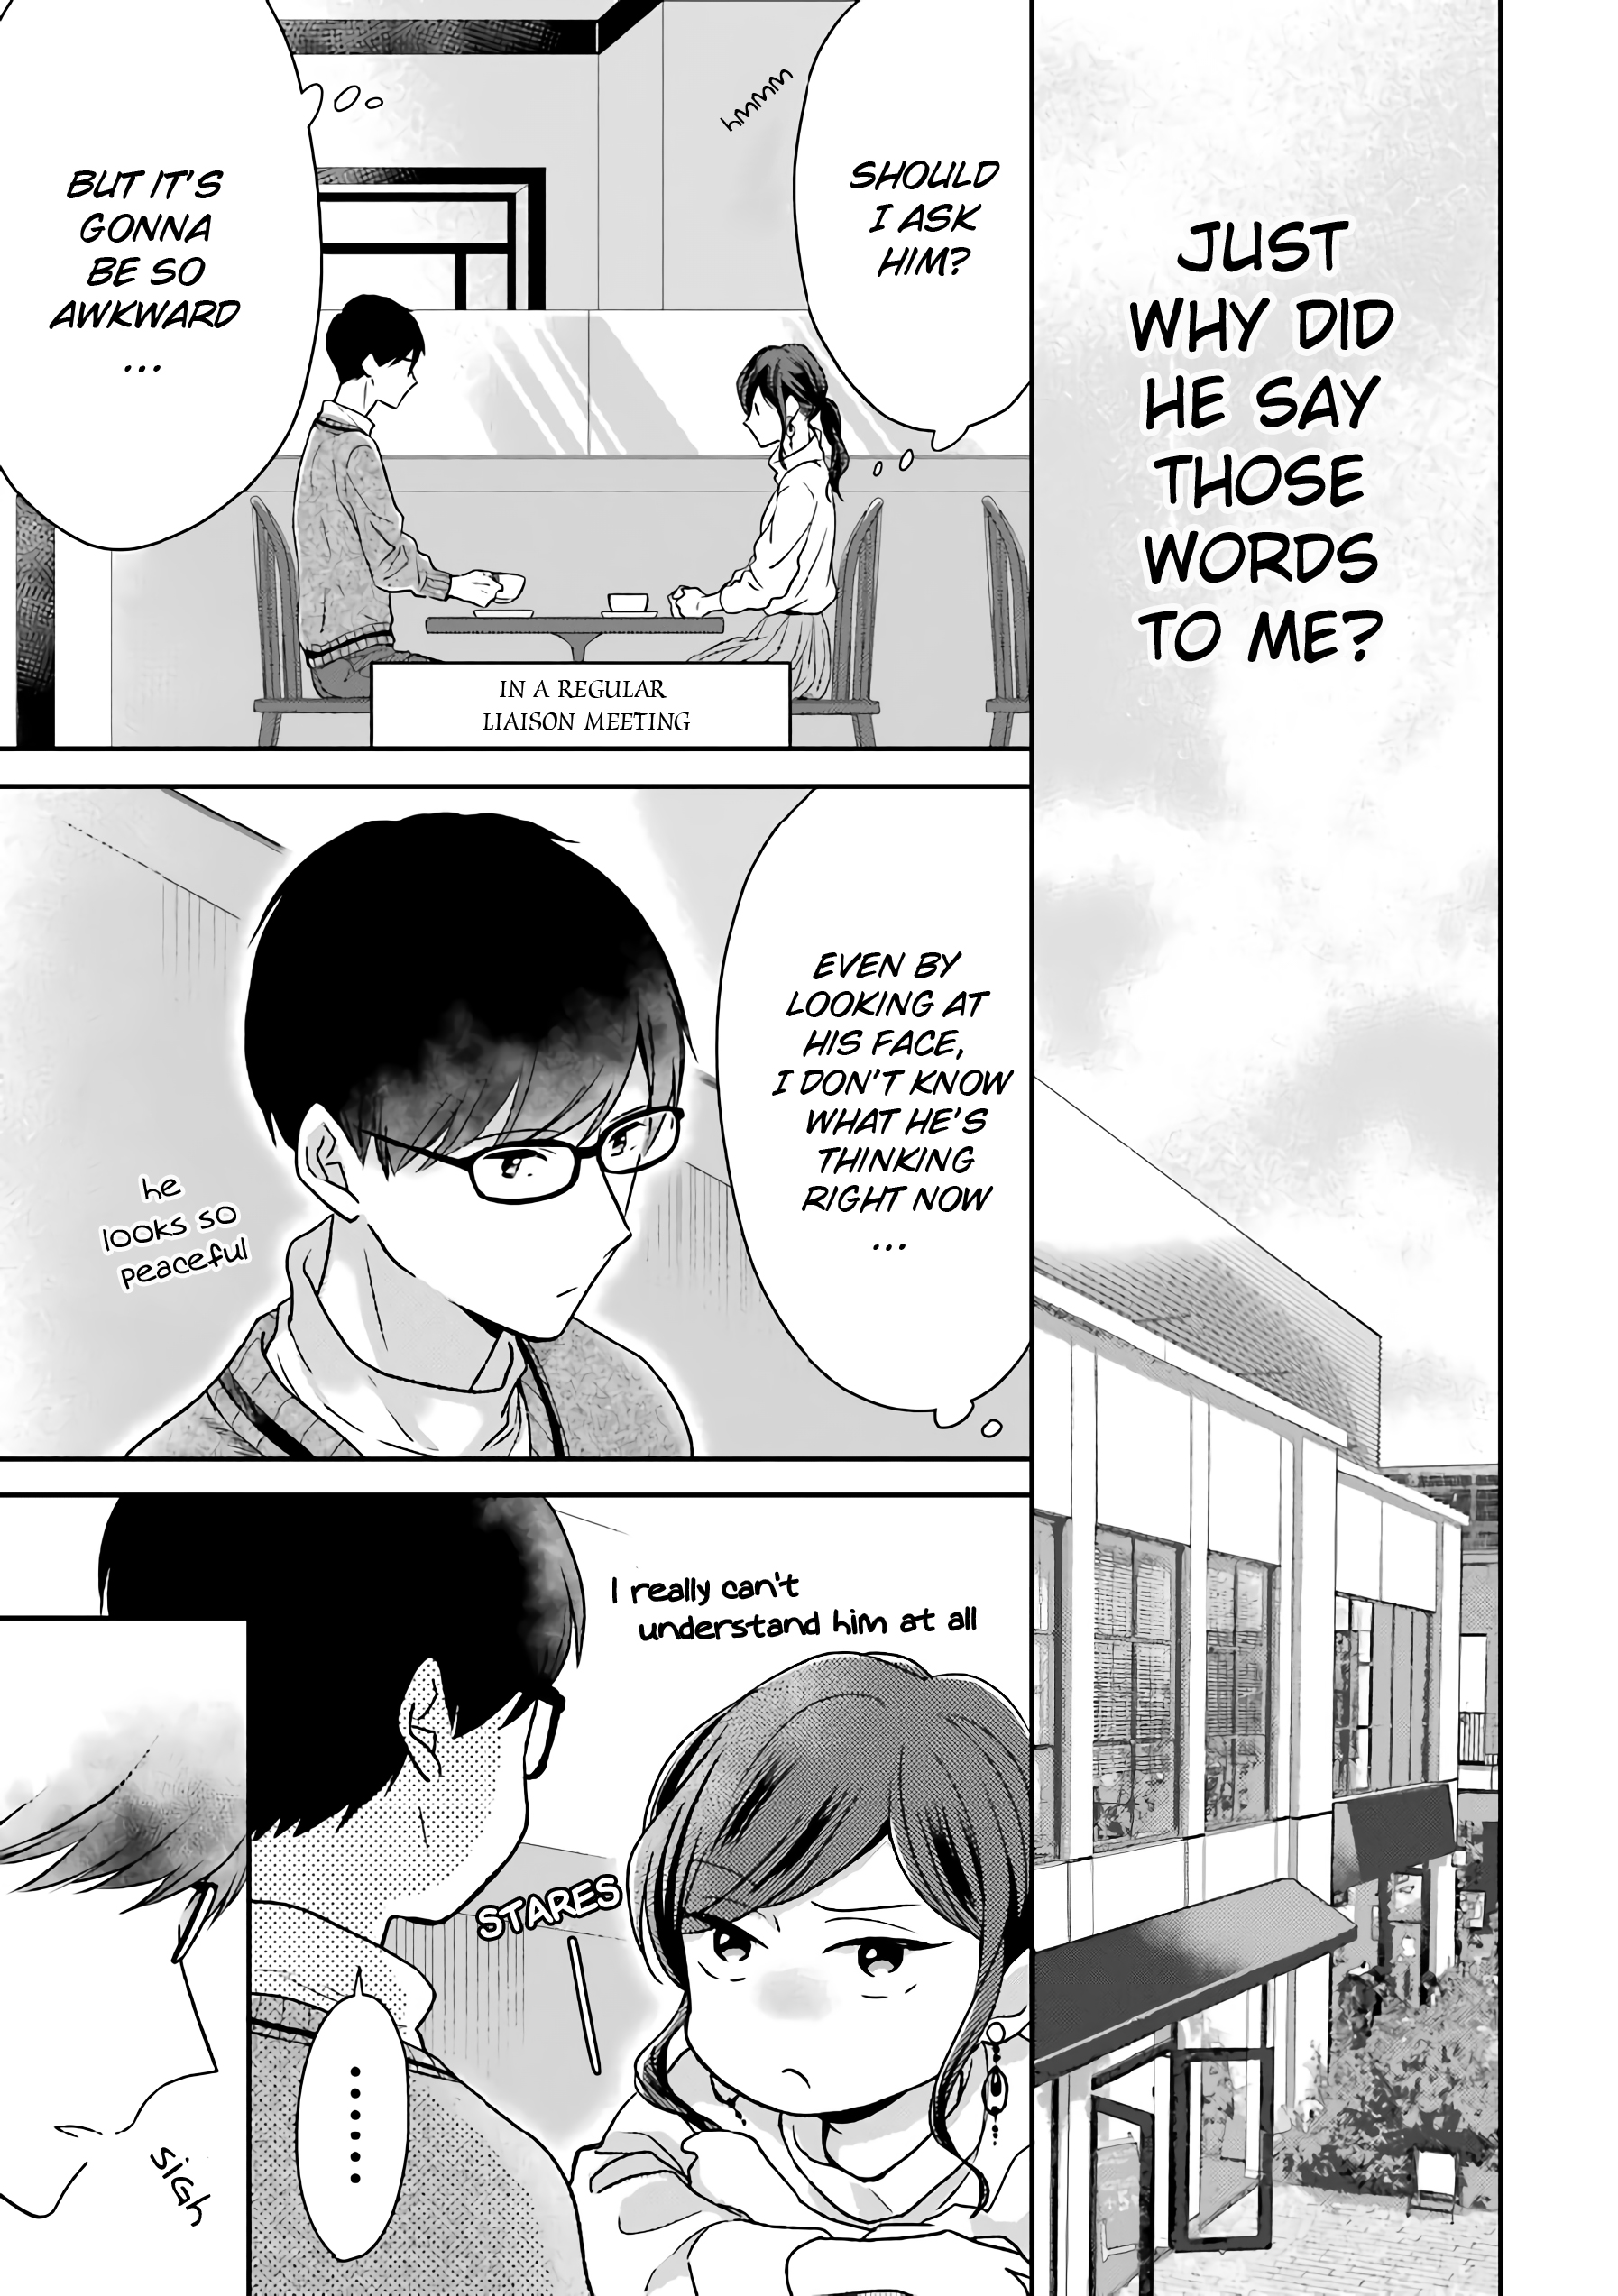 JUST
WHY DID
HE SAY
THOSE
WORDS
TO ME?
SHOULD
I ASK
HIM?
hmmm
BUT IT'S
GONNA
BE SO
AWKWARD
...
IN A REGULAR
LIAISON MEETING
EVEN BY
LOOKING AT
HIS FACE,
I DON'T KNOW
WHAT HE'S
THINKING
RIGHT NOW
...
he
looks so
peaceful
I really can't
understand him at all
STARES
.......
sigh